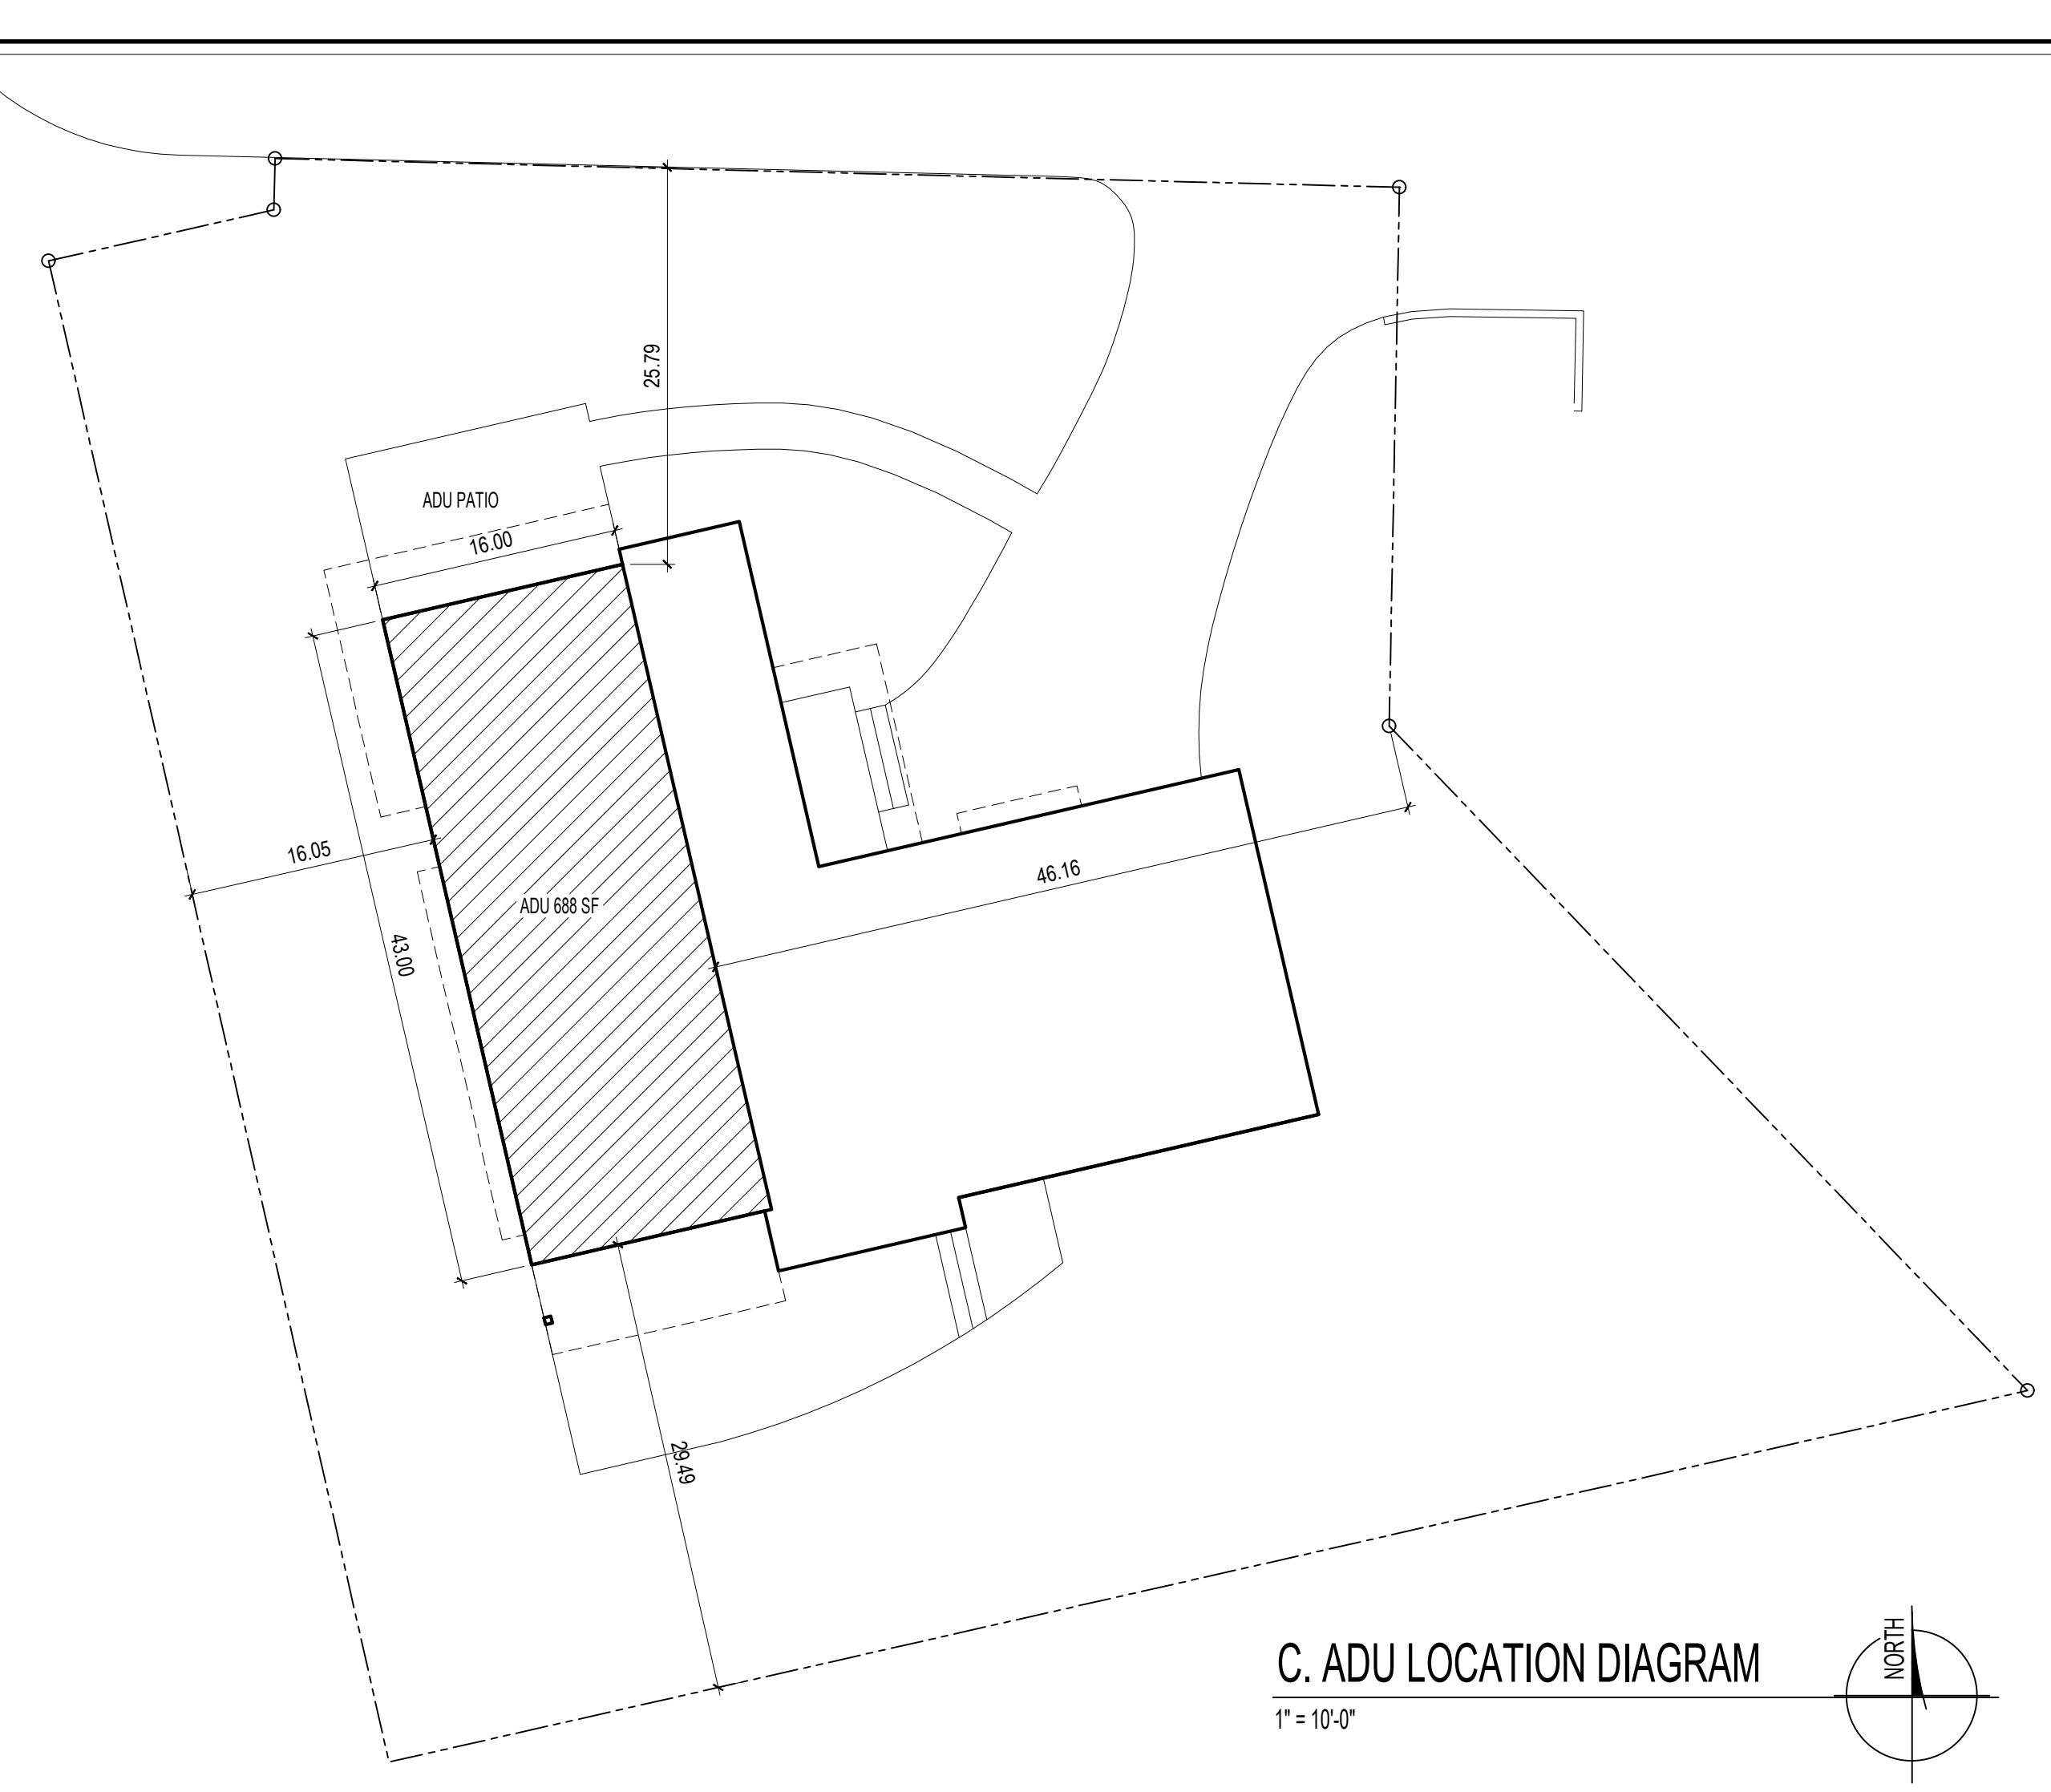 25.79
ADU PATIO
16.00
16.05
46.16
ADU 688 SF
43.00
29.49
C. ADU LOCATION DIAGRAM
1" = 10'-0"
NORTH